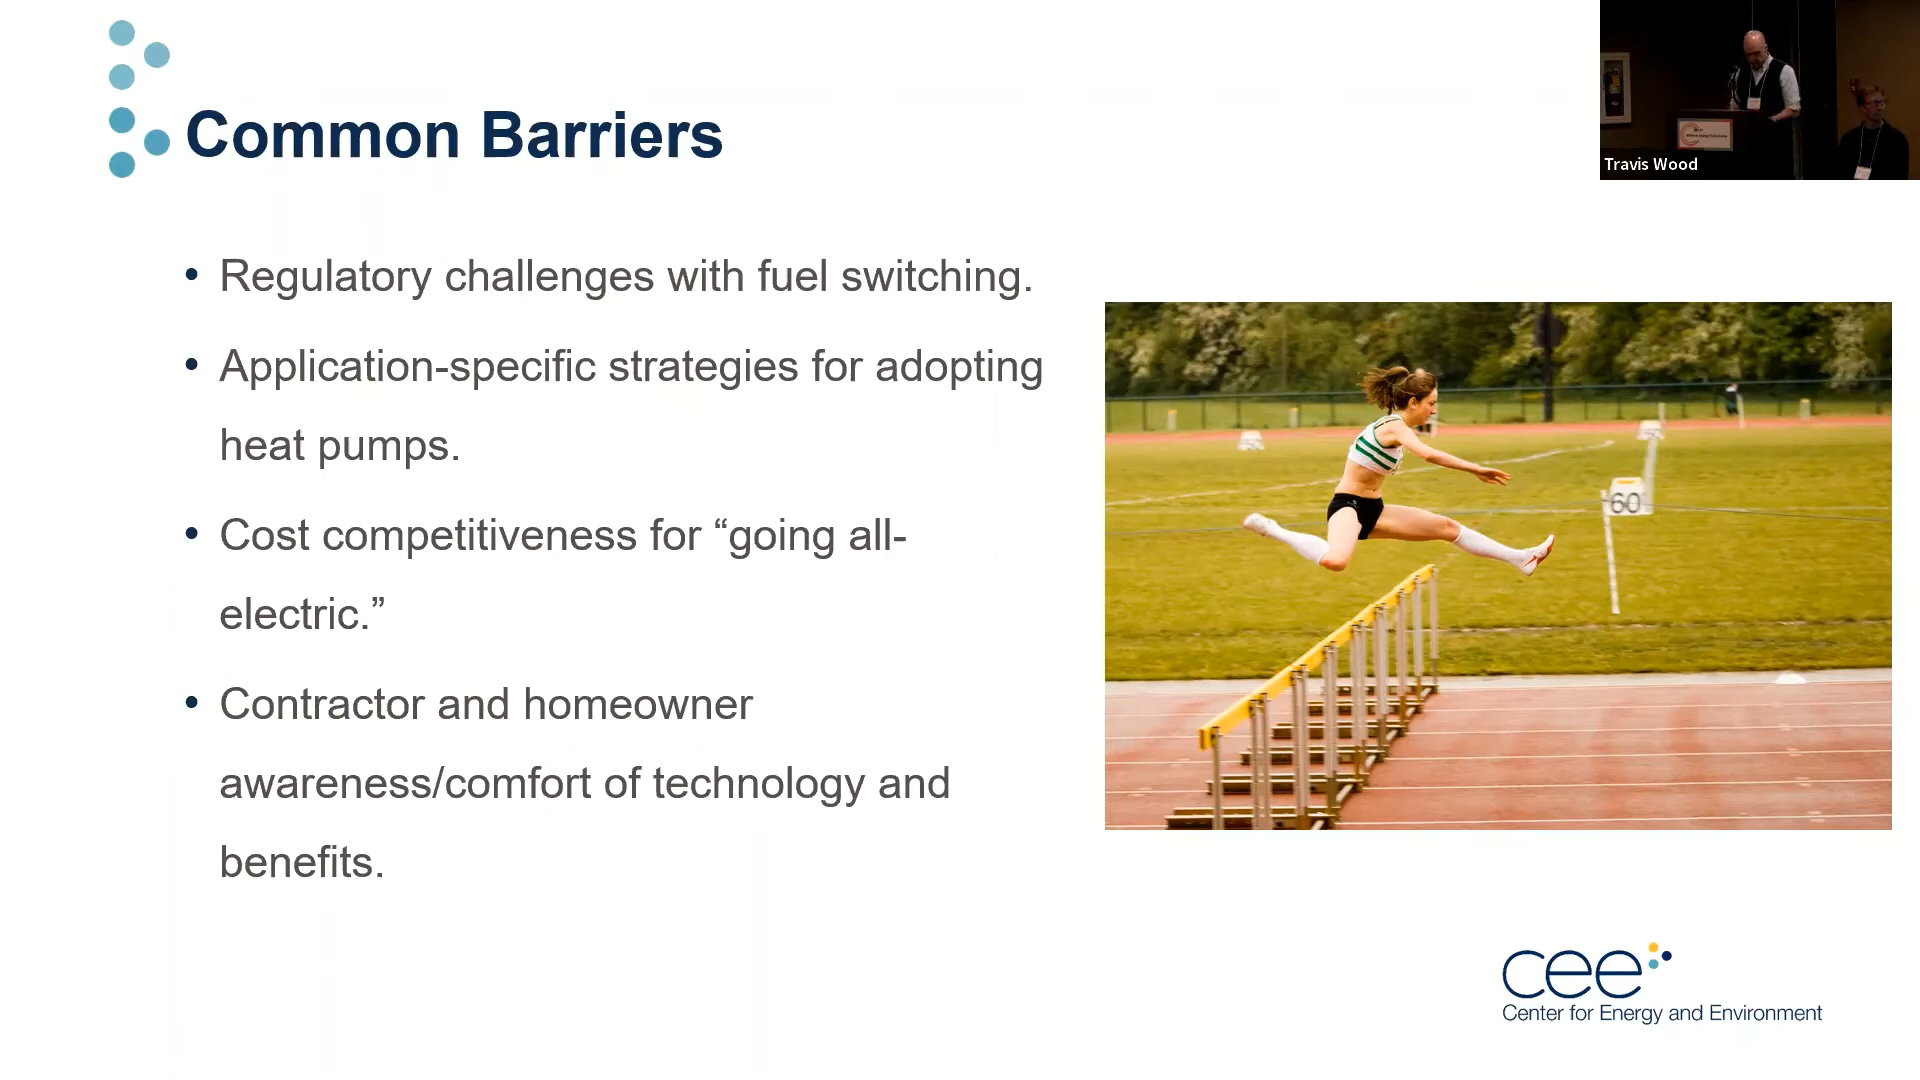 Common Barriers
Travis Wood
• Regulatory challenges with fuel switching.
• Application-specific strategies for adopting
heat pumps.
• Cost competitiveness for “going all-
electric.”
• Contractor and homeowner
awareness/comfort of technology and
benefits.
60
cee
Center for Energy and Environment